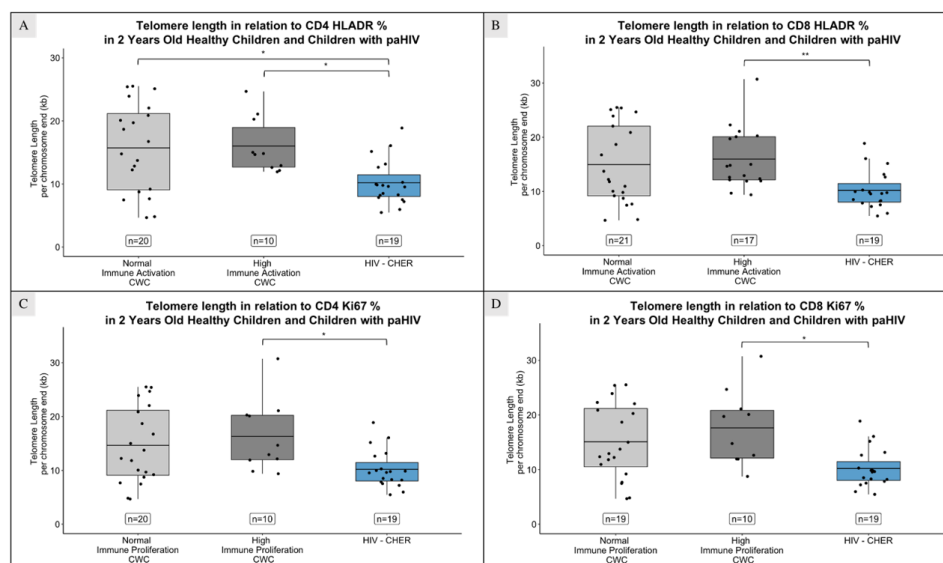 A
Telomere length in relation to CD4 HLADR %
in 2 Years Old Healthy Children and Children with paHIV
Telomere Length
per chromosome end (kb)
30
20
10
0
*
*
n=20
n=10
n=19
Normal
Immune Activation
CWC
High
Immune Activation
CWC
HIV - CHER
B
Telomere length in relation to CD8 HLADR %
in 2 Years Old Healthy Children and Children with paHIV
Telomere Length
per chromosome end (kb)
30
20
10
0
**
n=21
n=17
n=19
Normal
Immune Activation
CWC
High
Immune Activation
CWC
HIV - CHER
C
Telomere length in relation to CD4 Ki67 %
in 2 Years Old Healthy Children and Children with paHIV
Telomere Length
per chromosome end (kb)
30
20
10
0
*
n=20
n=10
n=19
Normal
Immune Proliferation
CWC
High
Immune Proliferation
CWC
HIV - CHER
D
Telomere length in relation to CD8 Ki67 %
in 2 Years Old Healthy Children and Children with paHIV
Telomere Length
per chromosome end (kb)
30
20
10
0
*
n=19
n=10
n=19
Normal
Immune Proliferation
CWC
High
Immune Proliferation
CWC
HIV - CHER